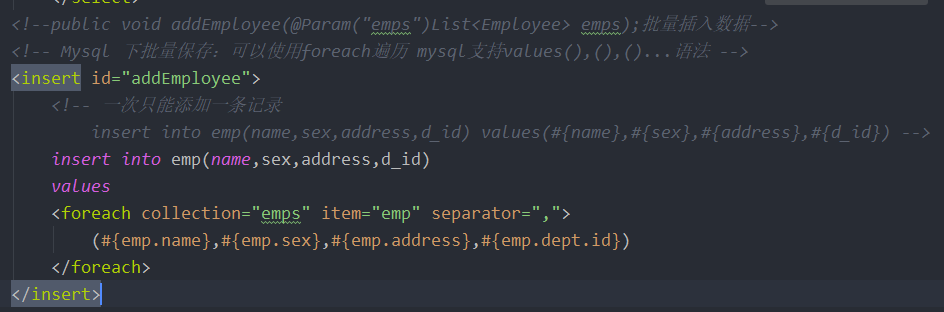 </select>
<!--public void addEmployee(@Param("emps")List<Employee> emps);批量插入数据-->
<!-- Mysql 下批量保存：可以使用foreach遍历 mysql支持values(),(),()...语法 -->
<insert id="addEmployee">
<!-- 一次只能添加一条记录
insert into emp(name,sex,address,d_id) values(#{name},#{sex},#{address},#{d_id}) -->
insert into emp(name,sex,address,d_id)
values
<foreach collection="emps" item="emp" separator=",">
(#{emp.name},#{emp.sex},#{emp.address},#{emp.dept.id})
</foreach>
</insert>